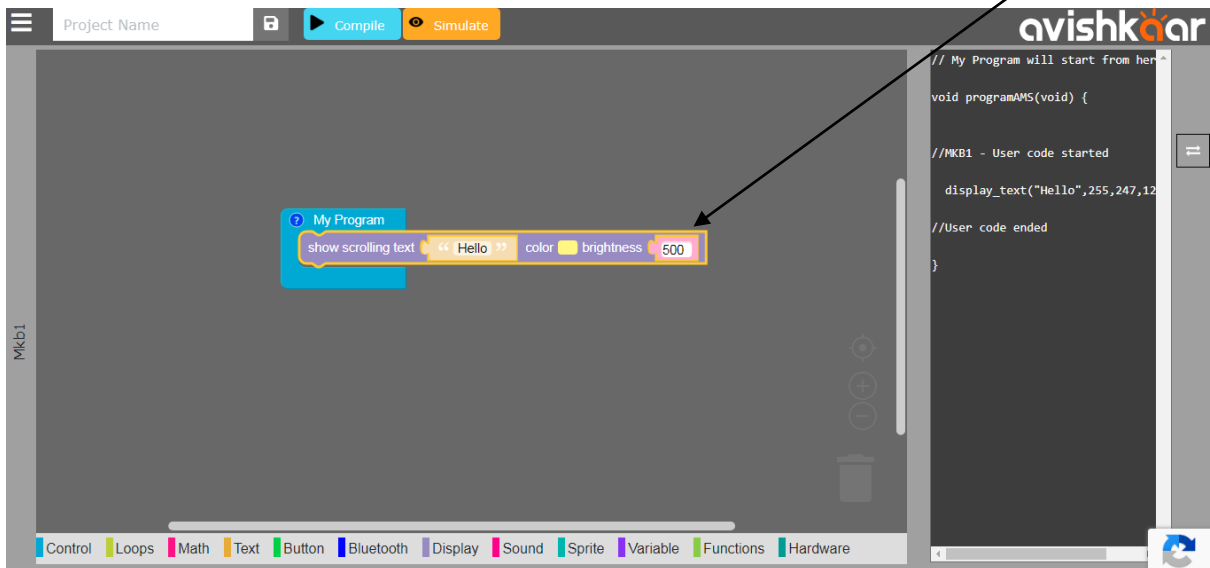 Project Name
Compile
Simulate
avishkaar
// My Program will start from her
void programAMS(void) {
//MKB1 - User code started
display_text("Hello",255,247,12
//User code ended
}
? My Program
show scrolling text “ Hello ” color brightness 500
Mkb1
Control Loops Math Text Button Bluetooth Display Sound Sprite Variable Functions Hardware